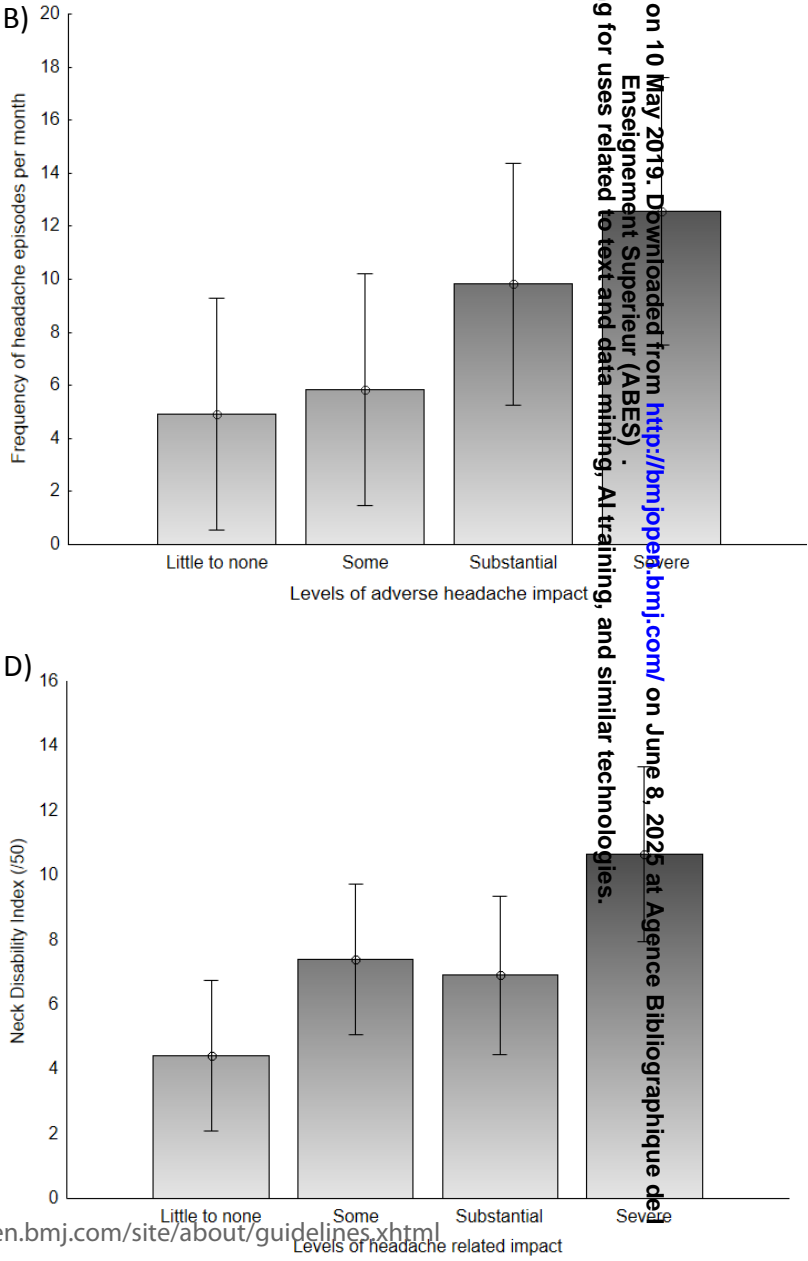 B)
20
18
16
14
12
10
8
6
4
2
0
Frequency of headache episodes per month
Little to none Some Substantial Severe
Levels of adverse headache impact
D)
16
14
12
10
8
6
4
2
0
Neck Disability Index (/50)
Little to none Some Substantial Severe
Levels of headache related impact
en.bmj.com/site/about/guidelines.xhtml
on 10 May 2019. Downloaded from http://bmjopen.bmj.com/ on June 8, 2025 at Agence Bibliographique de l
Enseignement Superieur (ABES) .
g for uses related to text and data mining, AI training, and similar technologies.